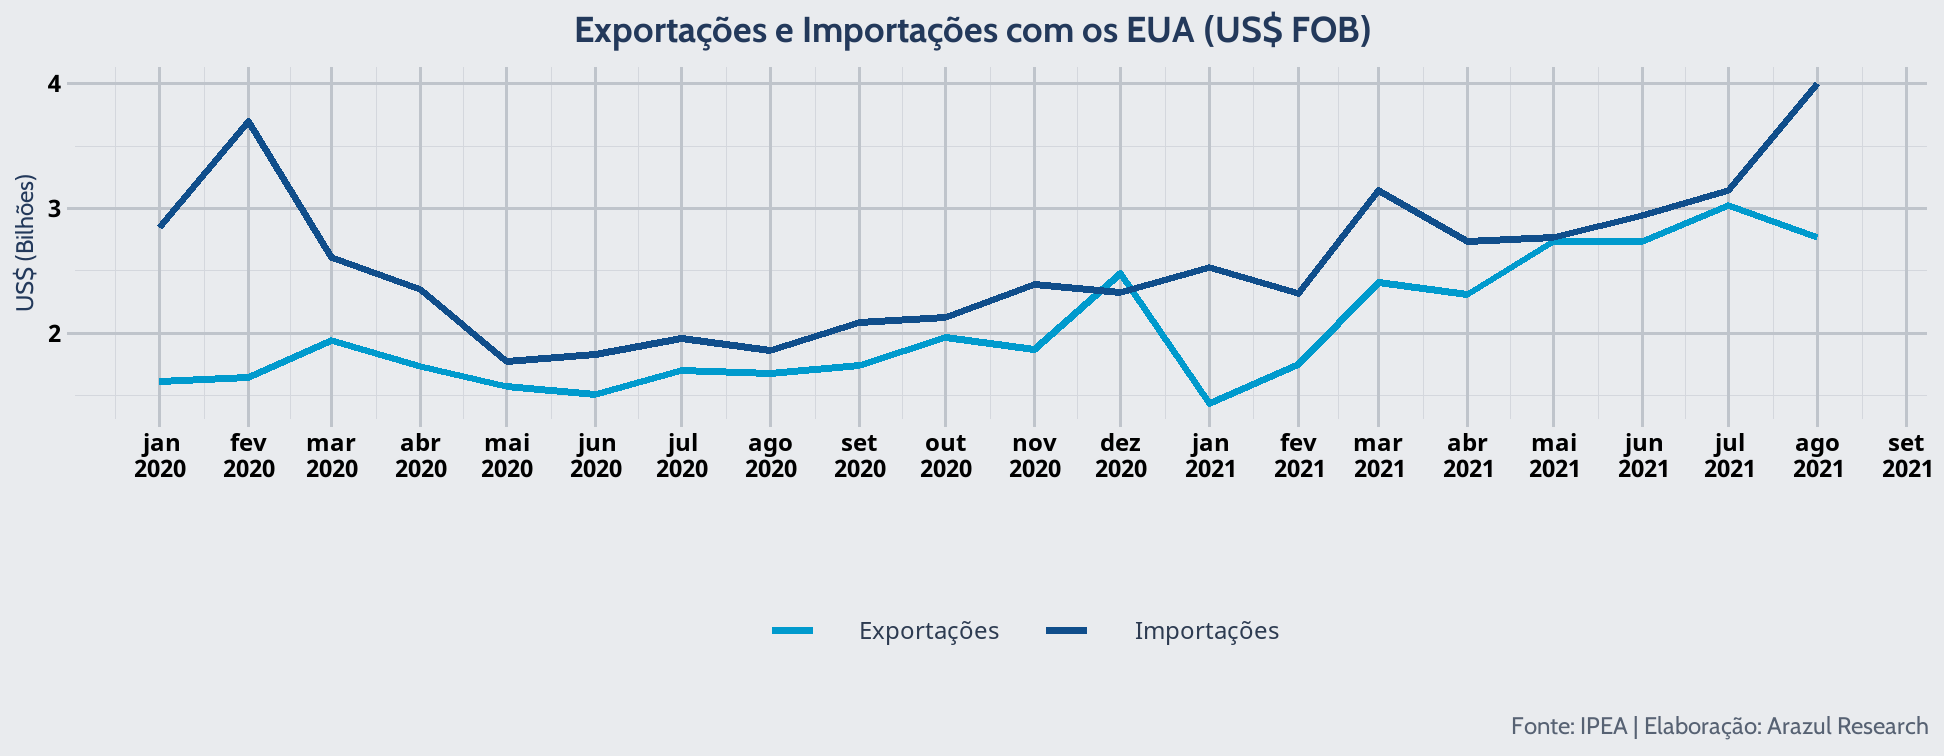 Exportações e Importações com os EUA (US$ FOB)
US$ (Bilhões)
4
3
2
jan fev mar abr mai jun jul ago set out nov dez jan fev mar abr mai jun jul ago set
2020 2020 2020 2020 2020 2020 2020 2020 2020 2020 2020 2020 2021 2021 2021 2021 2021 2021 2021 2021 2021
Exportações Importações
Fonte: IPEA | Elaboração: Arazul Research